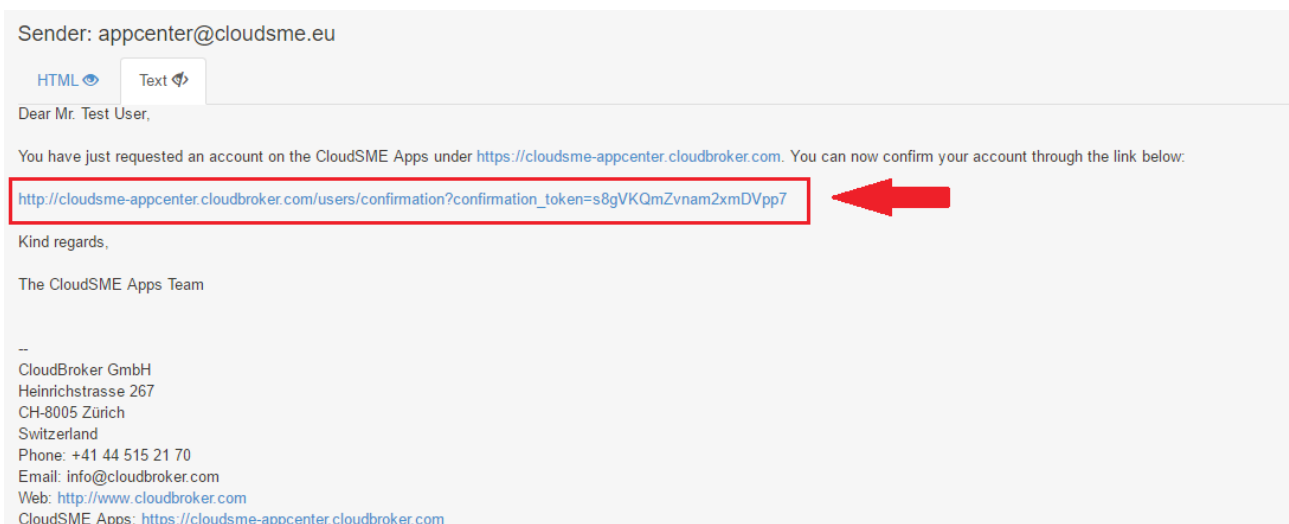 Sender: appcenter@cloudsme.eu
HTML Text
Dear Mr. Test User,
You have just requested an account on the CloudSME Apps under https://cloudsme-appcenter.cloudbroker.com. You can now confirm your account through the link below:
http://cloudsme-appcenter.cloudbroker.com/users/confirmation?confirmation_token=s8gVKQmZvnam2xmDVpp7
Kind regards,
The CloudSME Apps Team
--
CloudBroker GmbH
Heinrichstrasse 267
CH-8005 Zürich
Switzerland
Phone: +41 44 515 21 70
Email: info@cloudbroker.com
Web: http://www.cloudbroker.com
CloudSME Apps: https://cloudsme-appcenter.cloudbroker.com